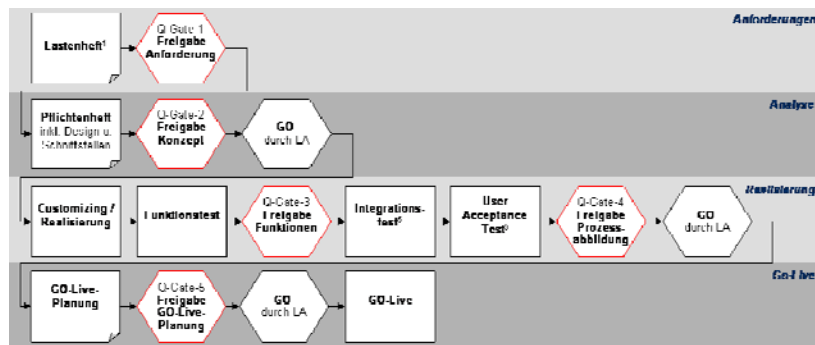 Anforderungen
Lastenheft¹
Q-Gate-1
Freigabe
Anforderung
Analyse
Pflichtenheft
inkl. Design u.
Schnittstellen
Q-Gate-2
Freigabe
Konzept
GO
durch LA
Realisierung
Customizing /
Realisierung
Funktionstest
Q-Gate-3
Freigabe
Funktionen
Integrations-
test⁵
User
Acceptance
Test
Q-Gate-4
Freigabe
Prozess-
abbildung
GO
durch LA
Go-Live
GO-Live-
Planung
Q-Gate-5
Freigabe
GO-Live-
Planung
GO
durch LA
GO-Live